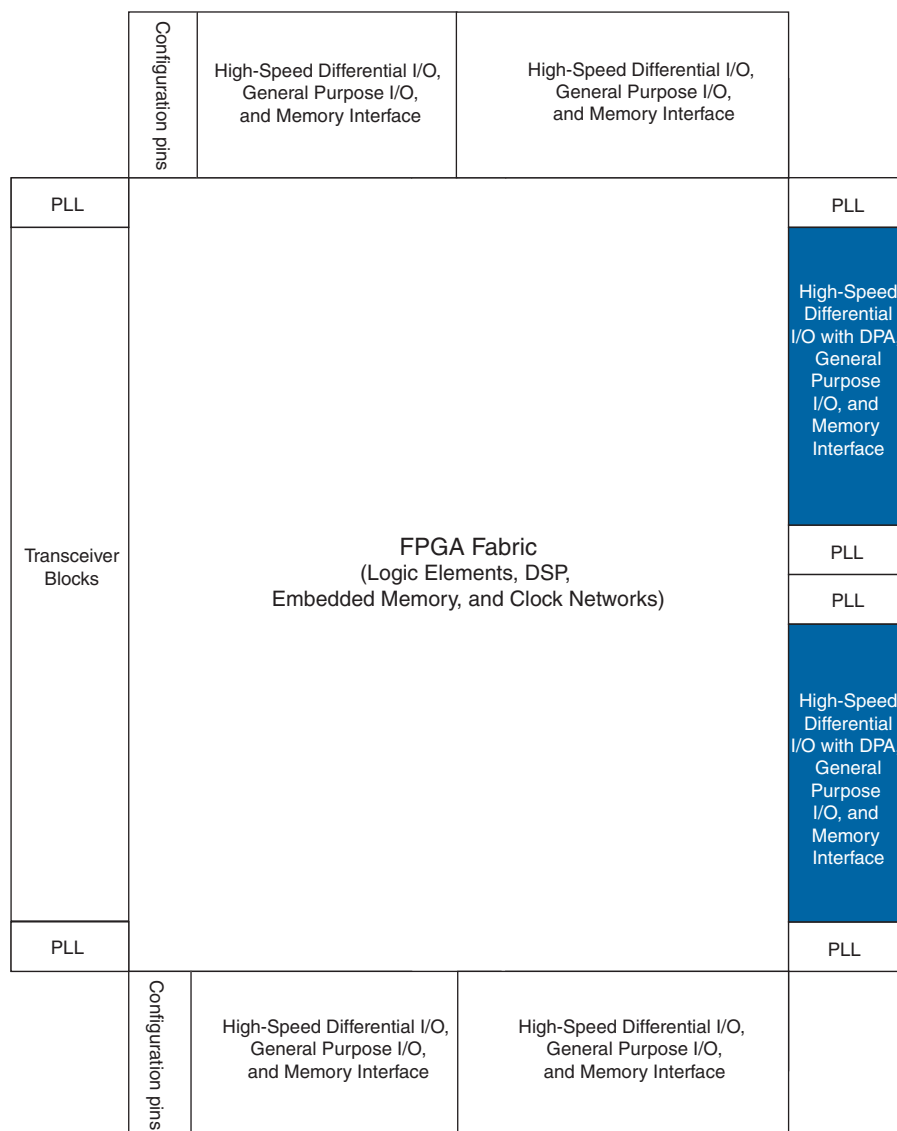 Configuration pins
High-Speed Differential I/O,
General Purpose I/O,
and Memory Interface
High-Speed Differential I/O,
General Purpose I/O,
and Memory Interface
PLL
PLL
High-Speed
Differential
I/O with DPA
General
Purpose
I/O, and
Memory
Interface
Transceiver
Blocks
FPGA Fabric
(Logic Elements, DSP,
Embedded Memory, and Clock Networks)
PLL
PLL
High-Speed
Differential
I/O with DPA
General
Purpose
I/O, and
Memory
Interface
PLL
PLL
Configuration pins
High-Speed Differential I/O,
General Purpose I/O,
and Memory Interface
High-Speed Differential I/O,
General Purpose I/O,
and Memory Interface